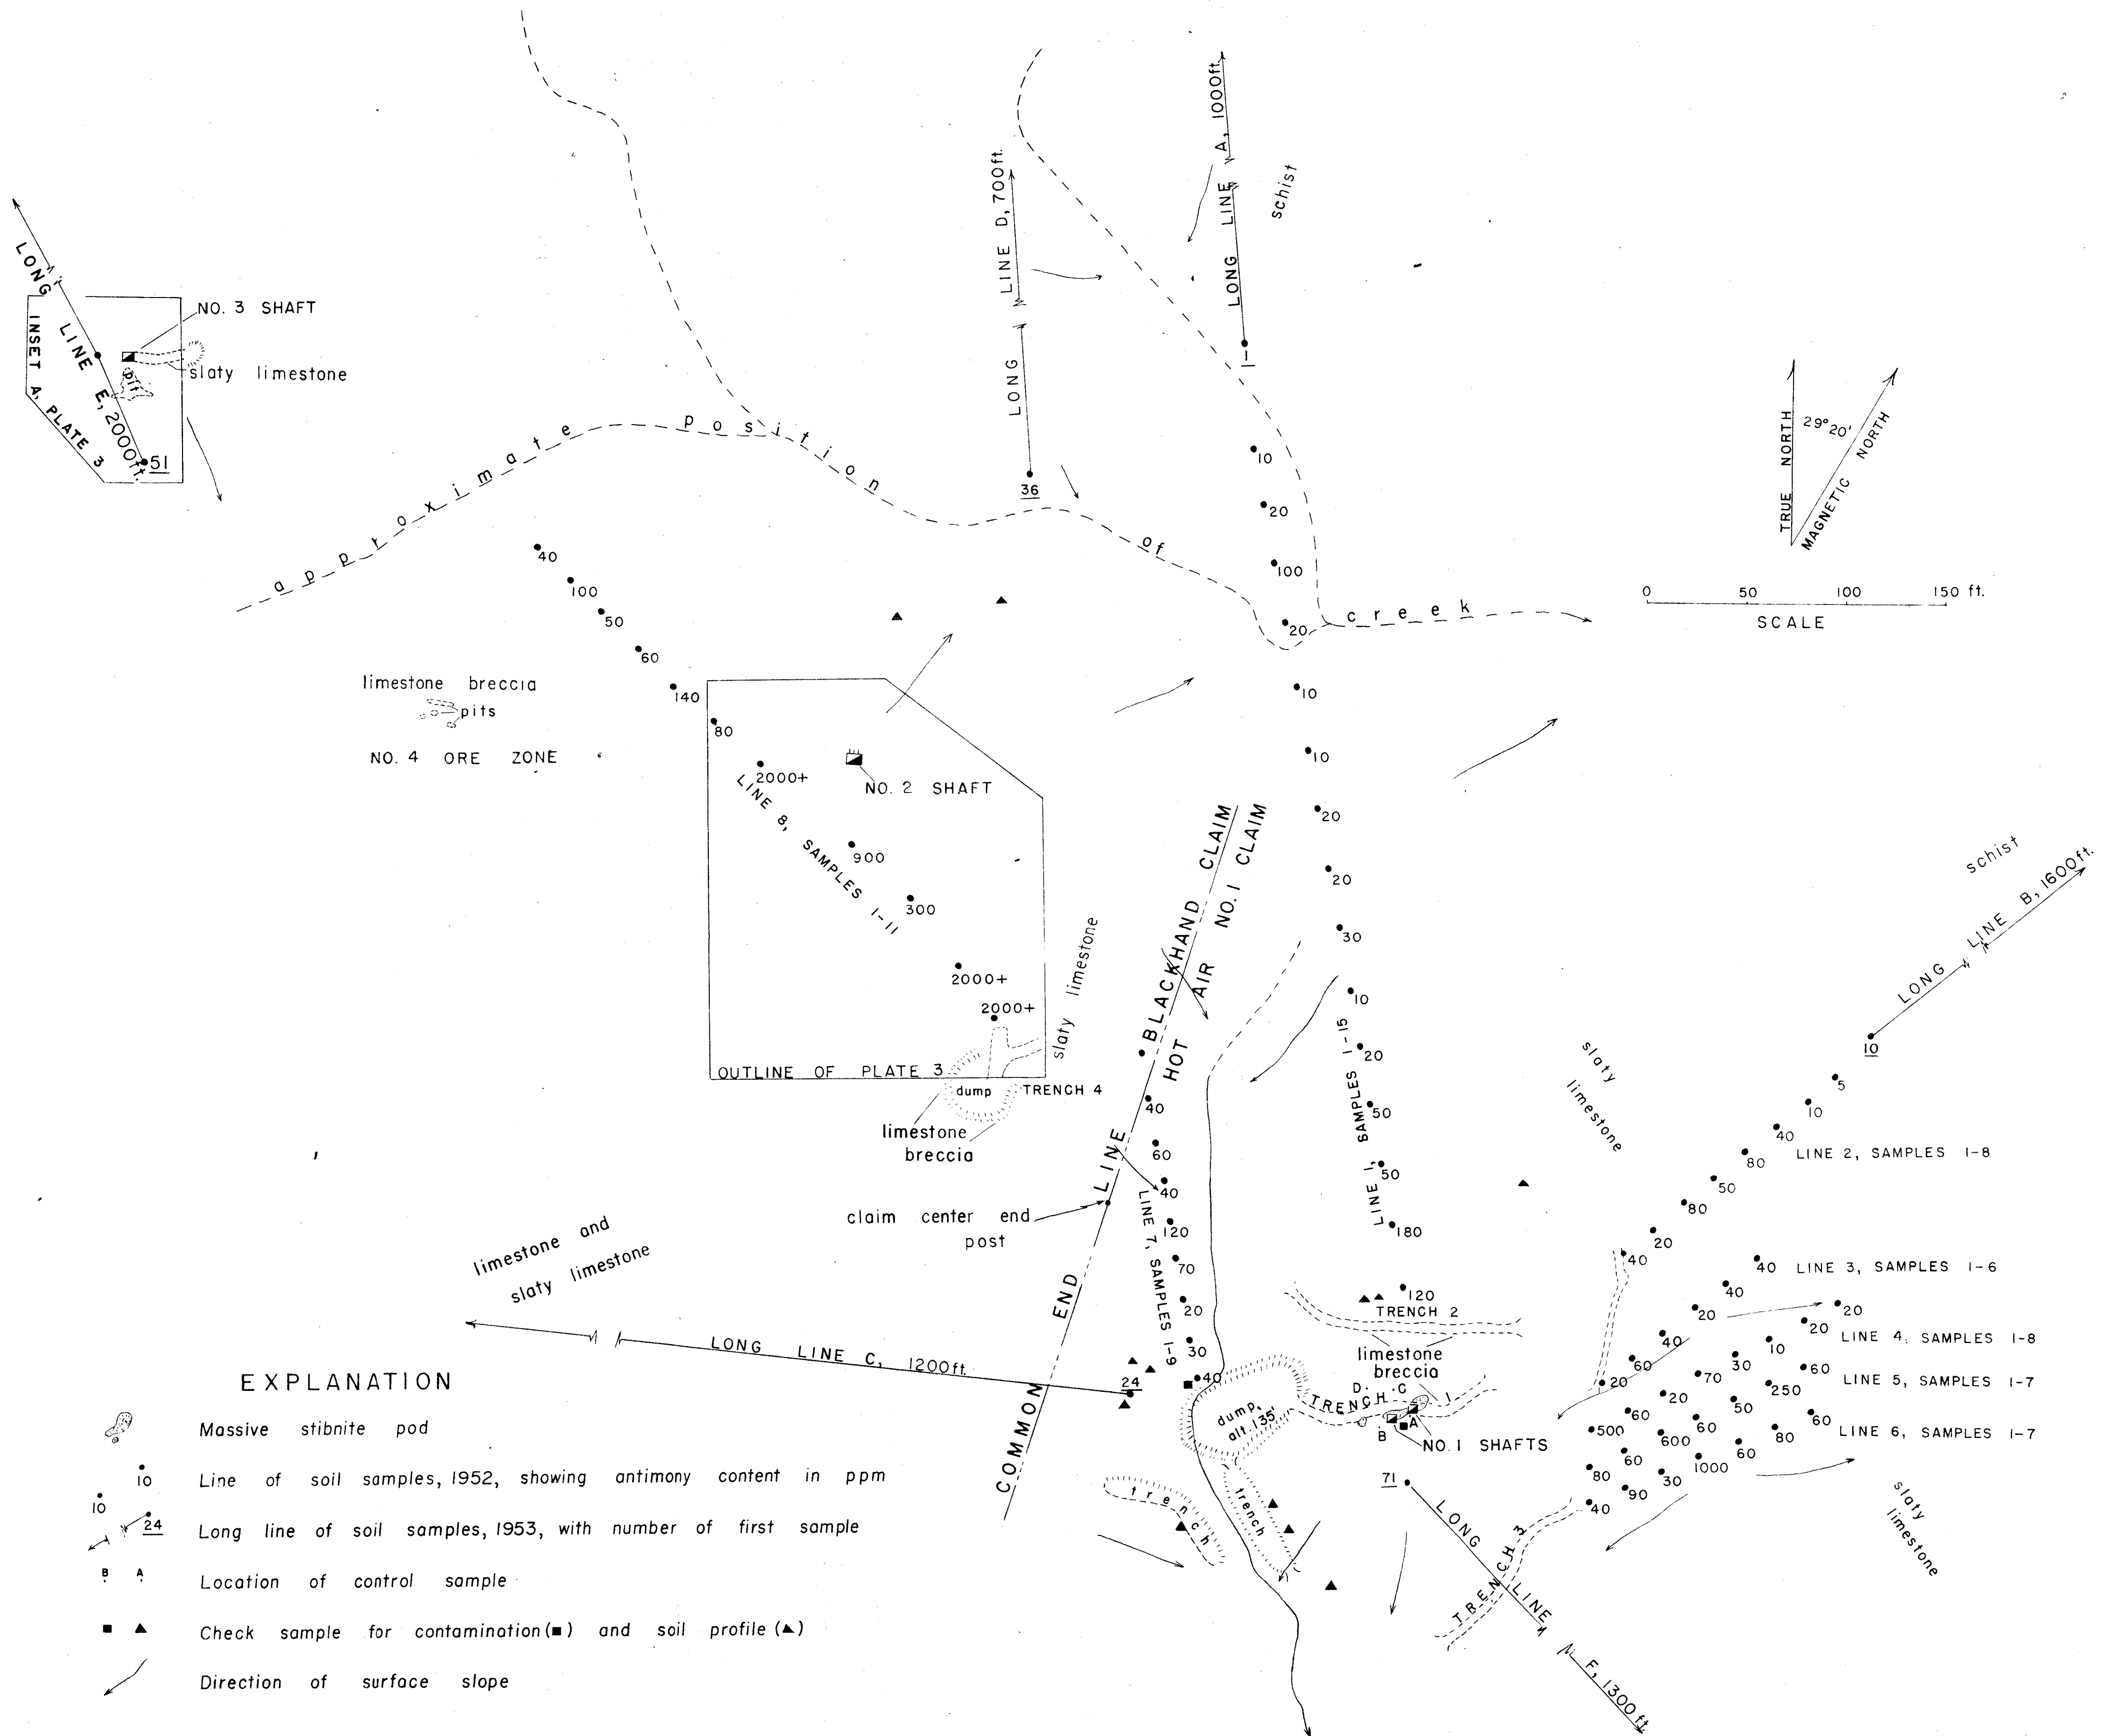 LONG LINE A, 1000ft.
schist
LONG LINE D, 700ft.
36
1
10
20
100
20
10
10
20
20
30
10
20
50
50
180
120
LINE 1, SAMPLES 1-15
LONG LINE E, 2000ft.
INSET A, PLATE 3
NO. 3 SHAFT
slaty limestone
pit
51
approximate position of creek
TRUE NORTH
29°20'
MAGNETIC NORTH
0 50 100 150 ft.
SCALE
40
100
50
60
140
80
2000+
900
300
2000+
2000+
LINE 8, SAMPLES 1-11
limestone breccia
pits
NO. 4 ORE ZONE
NO. 2 SHAFT
OUTLINE OF PLATE 3
dump
TRENCH 4
slaty limestone
limestone
breccia
BLACKHAND CLAIM
HOT AIR NO. 1 CLAIM
COMMON END LINE
claim center end
post
40
60
40
120
70
20
30
40
LINE 7, SAMPLES 1-9
limestone and
slaty limestone
LONG LINE C, 1200ft.
24
schist
LONG LINE B, 1600ft.
10
5
10
40
80
50
80
20
40
LINE 2, SAMPLES 1-8
slaty
limestone
40
40
20
40
60
20
LINE 3, SAMPLES 1-6
20
20
10
30
70
20
60
500
LINE 4, SAMPLES 1-8
60
250
50
60
600
60
80
LINE 5, SAMPLES 1-7
60
80
60
1000
30
90
40
LINE 6, SAMPLES 1-7
slaty
limestone
TRENCH 2
limestone
breccia
D. .C
TRENCH 1
A
B
NO. 1 SHAFTS
dump,
alt. 135'
trench
trench
71
LONG LINE F, 1300ft.
TRENCH 3
EXPLANATION
Massive stibnite pod
10
10
Line of soil samples, 1952, showing antimony content in ppm
24
Long line of soil samples, 1953, with number of first sample
B A
Location of control sample
Check sample for contamination (■) and soil profile (▲)
Direction of surface slope